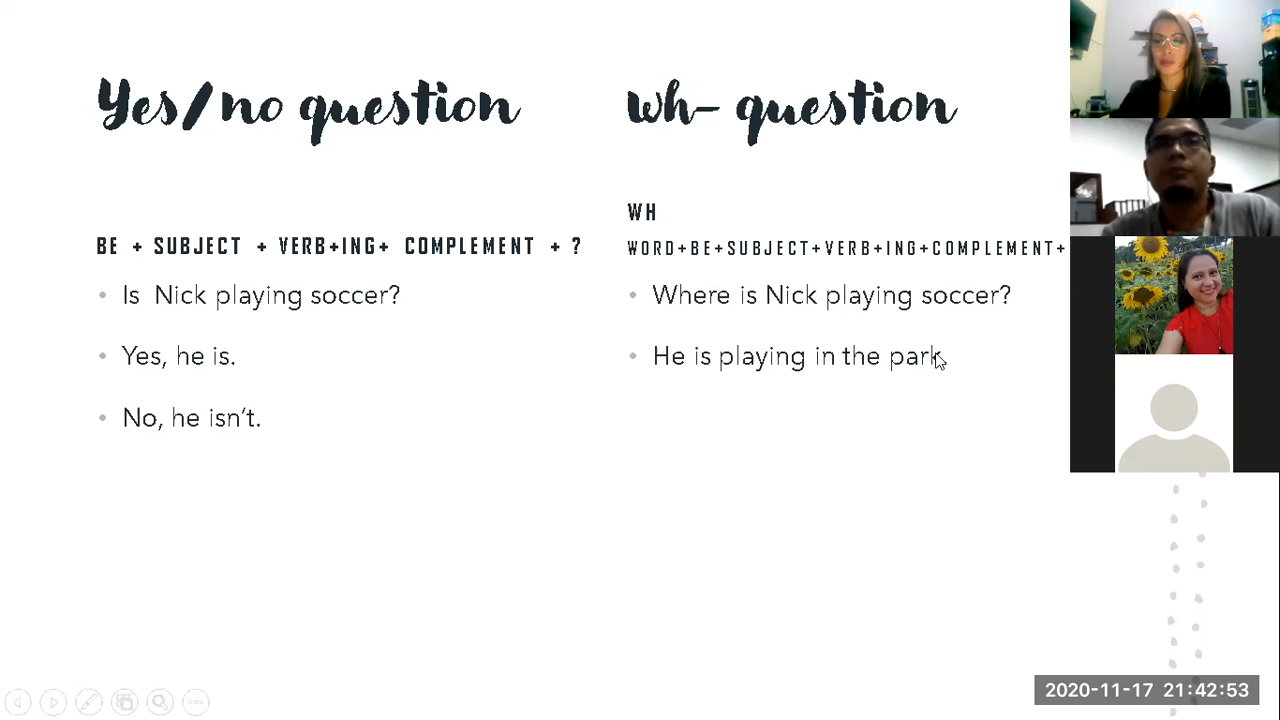 Yes/no question
BE + SUBJECT + VERB+ING+ COMPLEMENT + ?
• Is Nick playing soccer?
• Yes, he is.
• No, he isn't.
wh- question
WH
WORD+BE+SUBJECT+VERB+ING+COMPLEMENT+
• Where is Nick playing soccer?
• He is playing in the park
2020-11-17 21:42:53